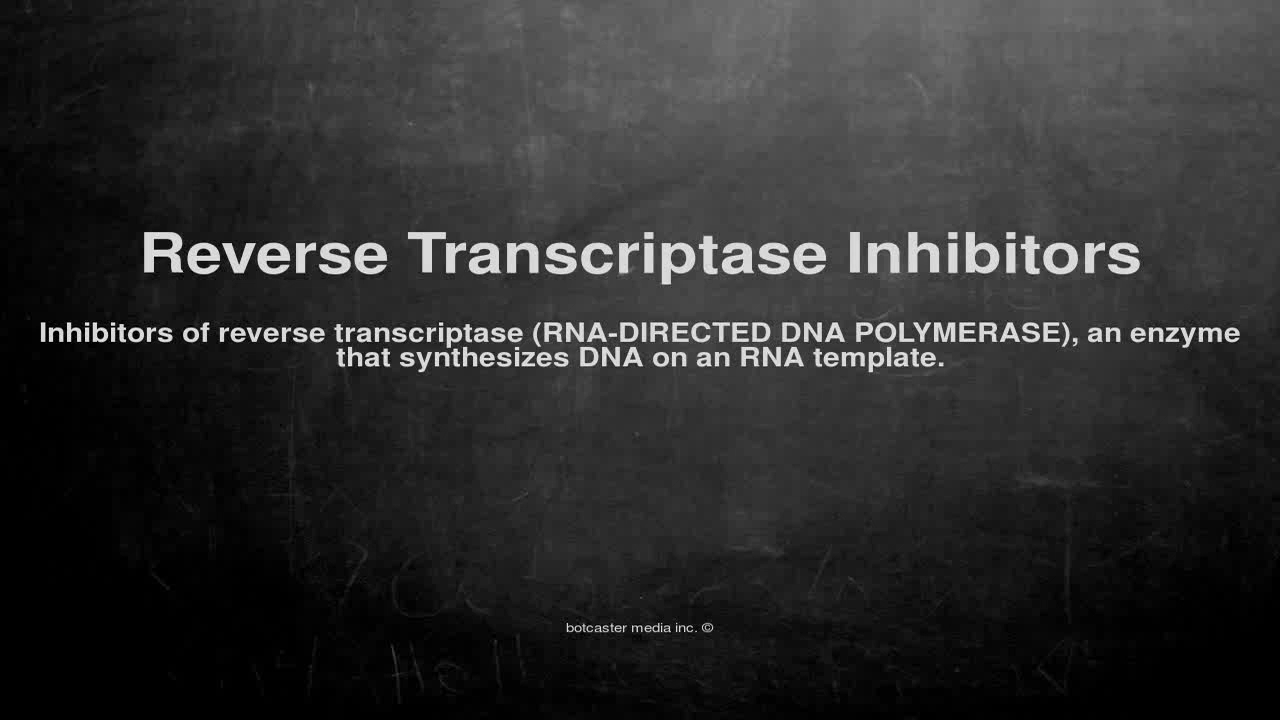 Reverse Transcriptase Inhibitors
Inhibitors of reverse transcriptase (RNA-DIRECTED DNA POLYMERASE), an enzyme
that synthesizes DNA on an RNA template.
botcaster media inc. ©